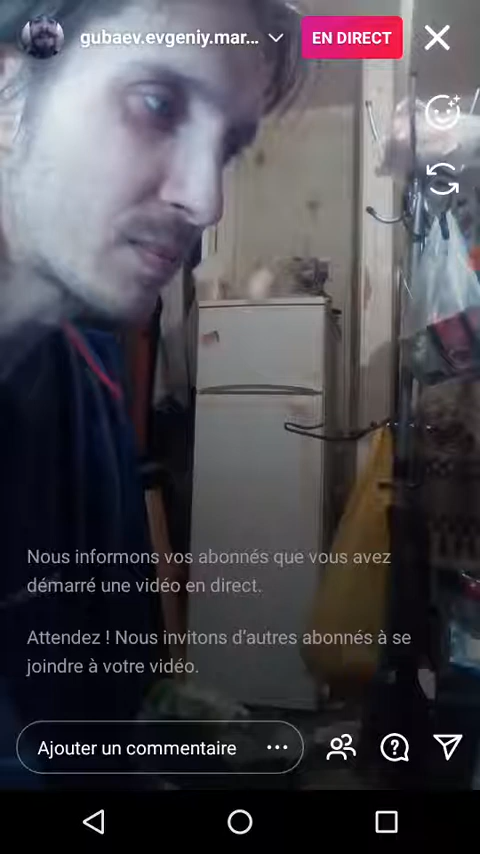 gubaev.evgeniy.mar...
EN DIRECT
Nous informons vos abonnés que vous avez
démarré une vidéo en direct.
Attendez ! Nous invitons d'autres abonnés à se
joindre à votre vidéo.
Ajouter un commentaire